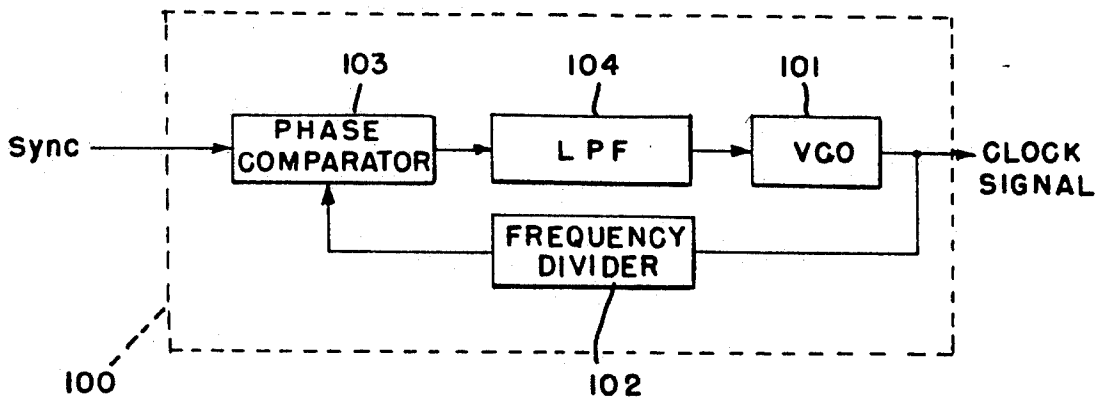 103
104
101
Sync
PHASE
COMPARATOR
LPF
VCO
CLOCK
SIGNAL
FREQUENCY
DIVIDER
100
102